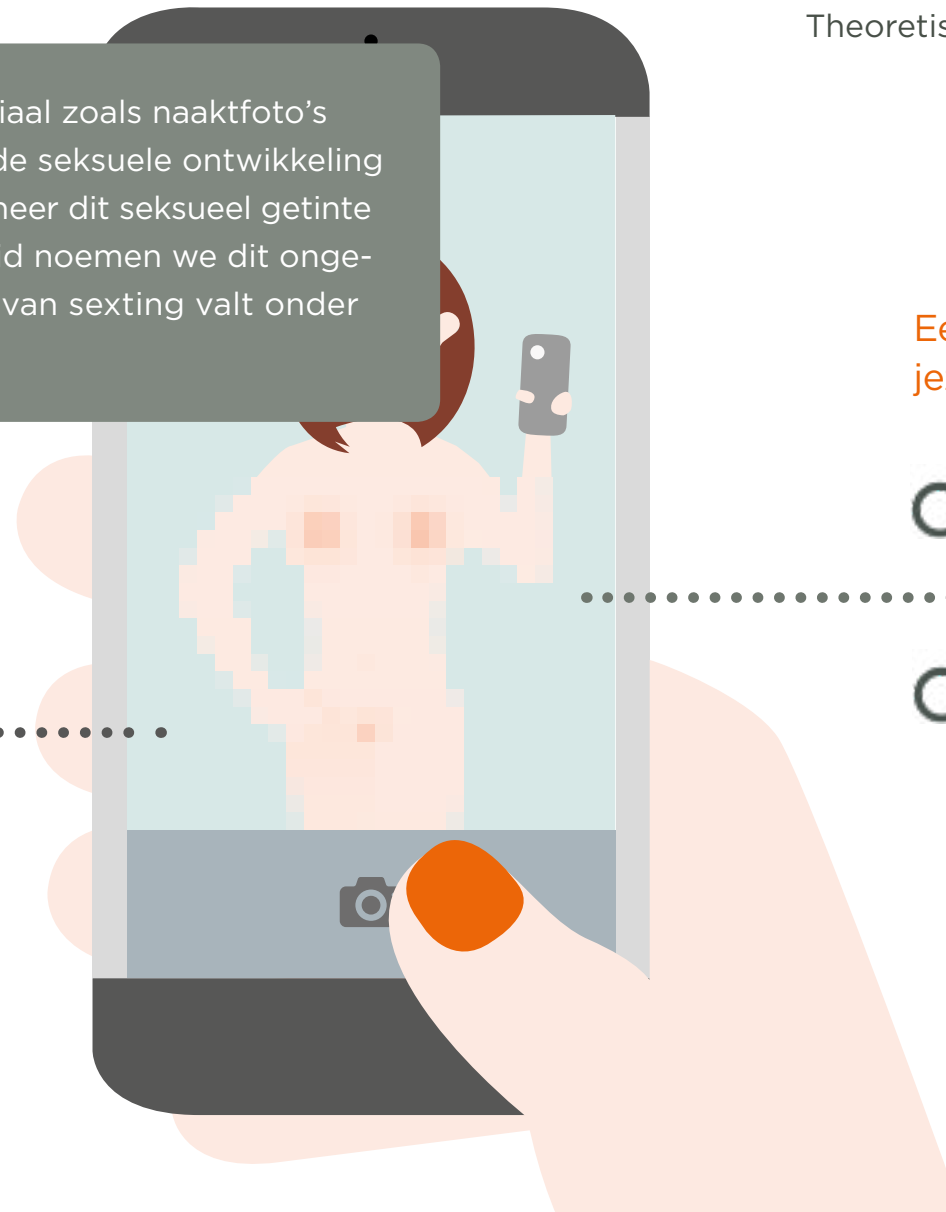 iaal zoals naaktfoto’s
de seksuele ontwikkeling
neer dit seksueel getinte
id noemen we dit onge-
van sexting valt onder
Theoretis
Ee
je